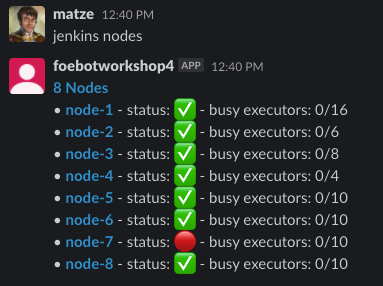 matze 12:40 PM
jenkins nodes
foebotworkshop4 APP 12:40 PM
8 Nodes
• node-1 - status: ✅ - busy executors: 0/16
• node-2 - status: ✅ - busy executors: 0/6
• node-3 - status: ✅ - busy executors: 0/8
• node-4 - status: ✅ - busy executors: 0/4
• node-5 - status: ✅ - busy executors: 0/10
• node-6 - status: ✅ - busy executors: 0/10
• node-7 - status: 🔴 - busy executors: 0/10
• node-8 - status: ✅ - busy executors: 0/10